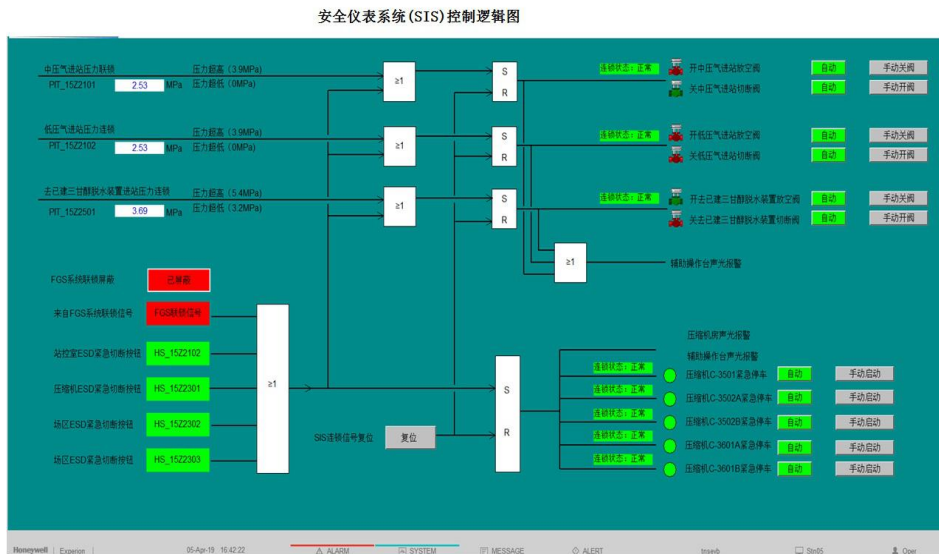 安全仪表系统(SIS)控制逻辑图
中压气进站压力联锁
压力超高（3.9MPa）
PIT_15Z2101 2.53 MPa 压力超低（0MPa）
≥1
S
R
连锁状态：正常
开中压气进站放空阀 自动 手动关阀
关中压气进站切断阀 自动 手动开阀
低压气进站压力连锁
压力超高（3.9MPa）
PIT_15Z2102 2.53 MPa 压力超低（0MPa）
≥1
S
R
连锁状态：正常
开低压气进站放空阀 自动 手动关阀
关低压气进站切断阀 自动 手动开阀
去已建三甘醇脱水装置进站压力连锁
压力超高（5.4MPa）
PIT_15Z2501 3.69 MPa 压力超低（3.2MPa）
≥1
S
R
连锁状态：正常
开去已建三甘醇脱水装置放空阀 自动 手动关阀
关去已建三甘醇脱水装置切断阀 自动 手动开阀
≥1
辅助操作台声光报警
FGS系统联锁屏蔽 已屏蔽
来自FGS系统联锁信号 FGS联锁信号
站控室ESD紧急切断按钮 HS_15Z2102
压缩机ESD紧急切断按钮 HS_15Z2301
场区ESD紧急切断按钮 HS_15Z2302
场区ESD紧急切断按钮 HS_15Z2303
≥1
SIS连锁信号复位 复位
S
R
压缩机房声光报警
辅助操作台声光报警
连锁状态：正常 压缩机C-3501紧急停车 自动 手动启动
连锁状态：正常 压缩机C-3502A紧急停车 自动 手动启动
连锁状态：正常 压缩机C-3502B紧急停车 自动 手动启动
连锁状态：正常 压缩机C-3601A紧急停车 自动 手动启动
连锁状态：正常 压缩机C-3601B紧急停车 自动 手动启动
Honeywell Experion 05-Apr-19 16:42:22 ALARM SYSTEM MESSAGE ALERT Stn05 Oper